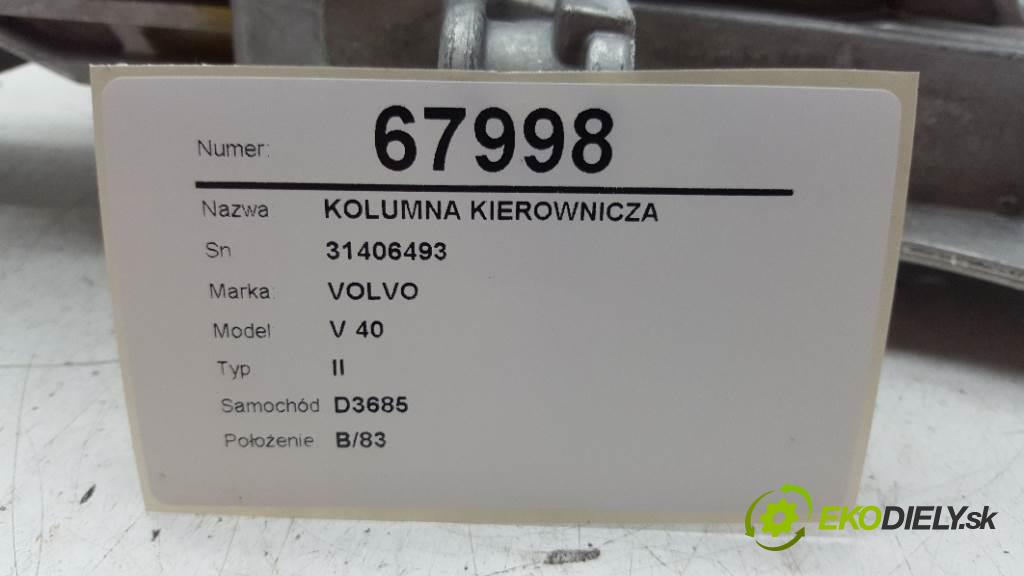 Numer: 67998
Nazwa KOLUMNA KIEROWNICZA
Sn 31406493
Marka: VOLVO
Model V 40
Typ II
Samochód D3685
Położenie B/83
EKODIELY.sk